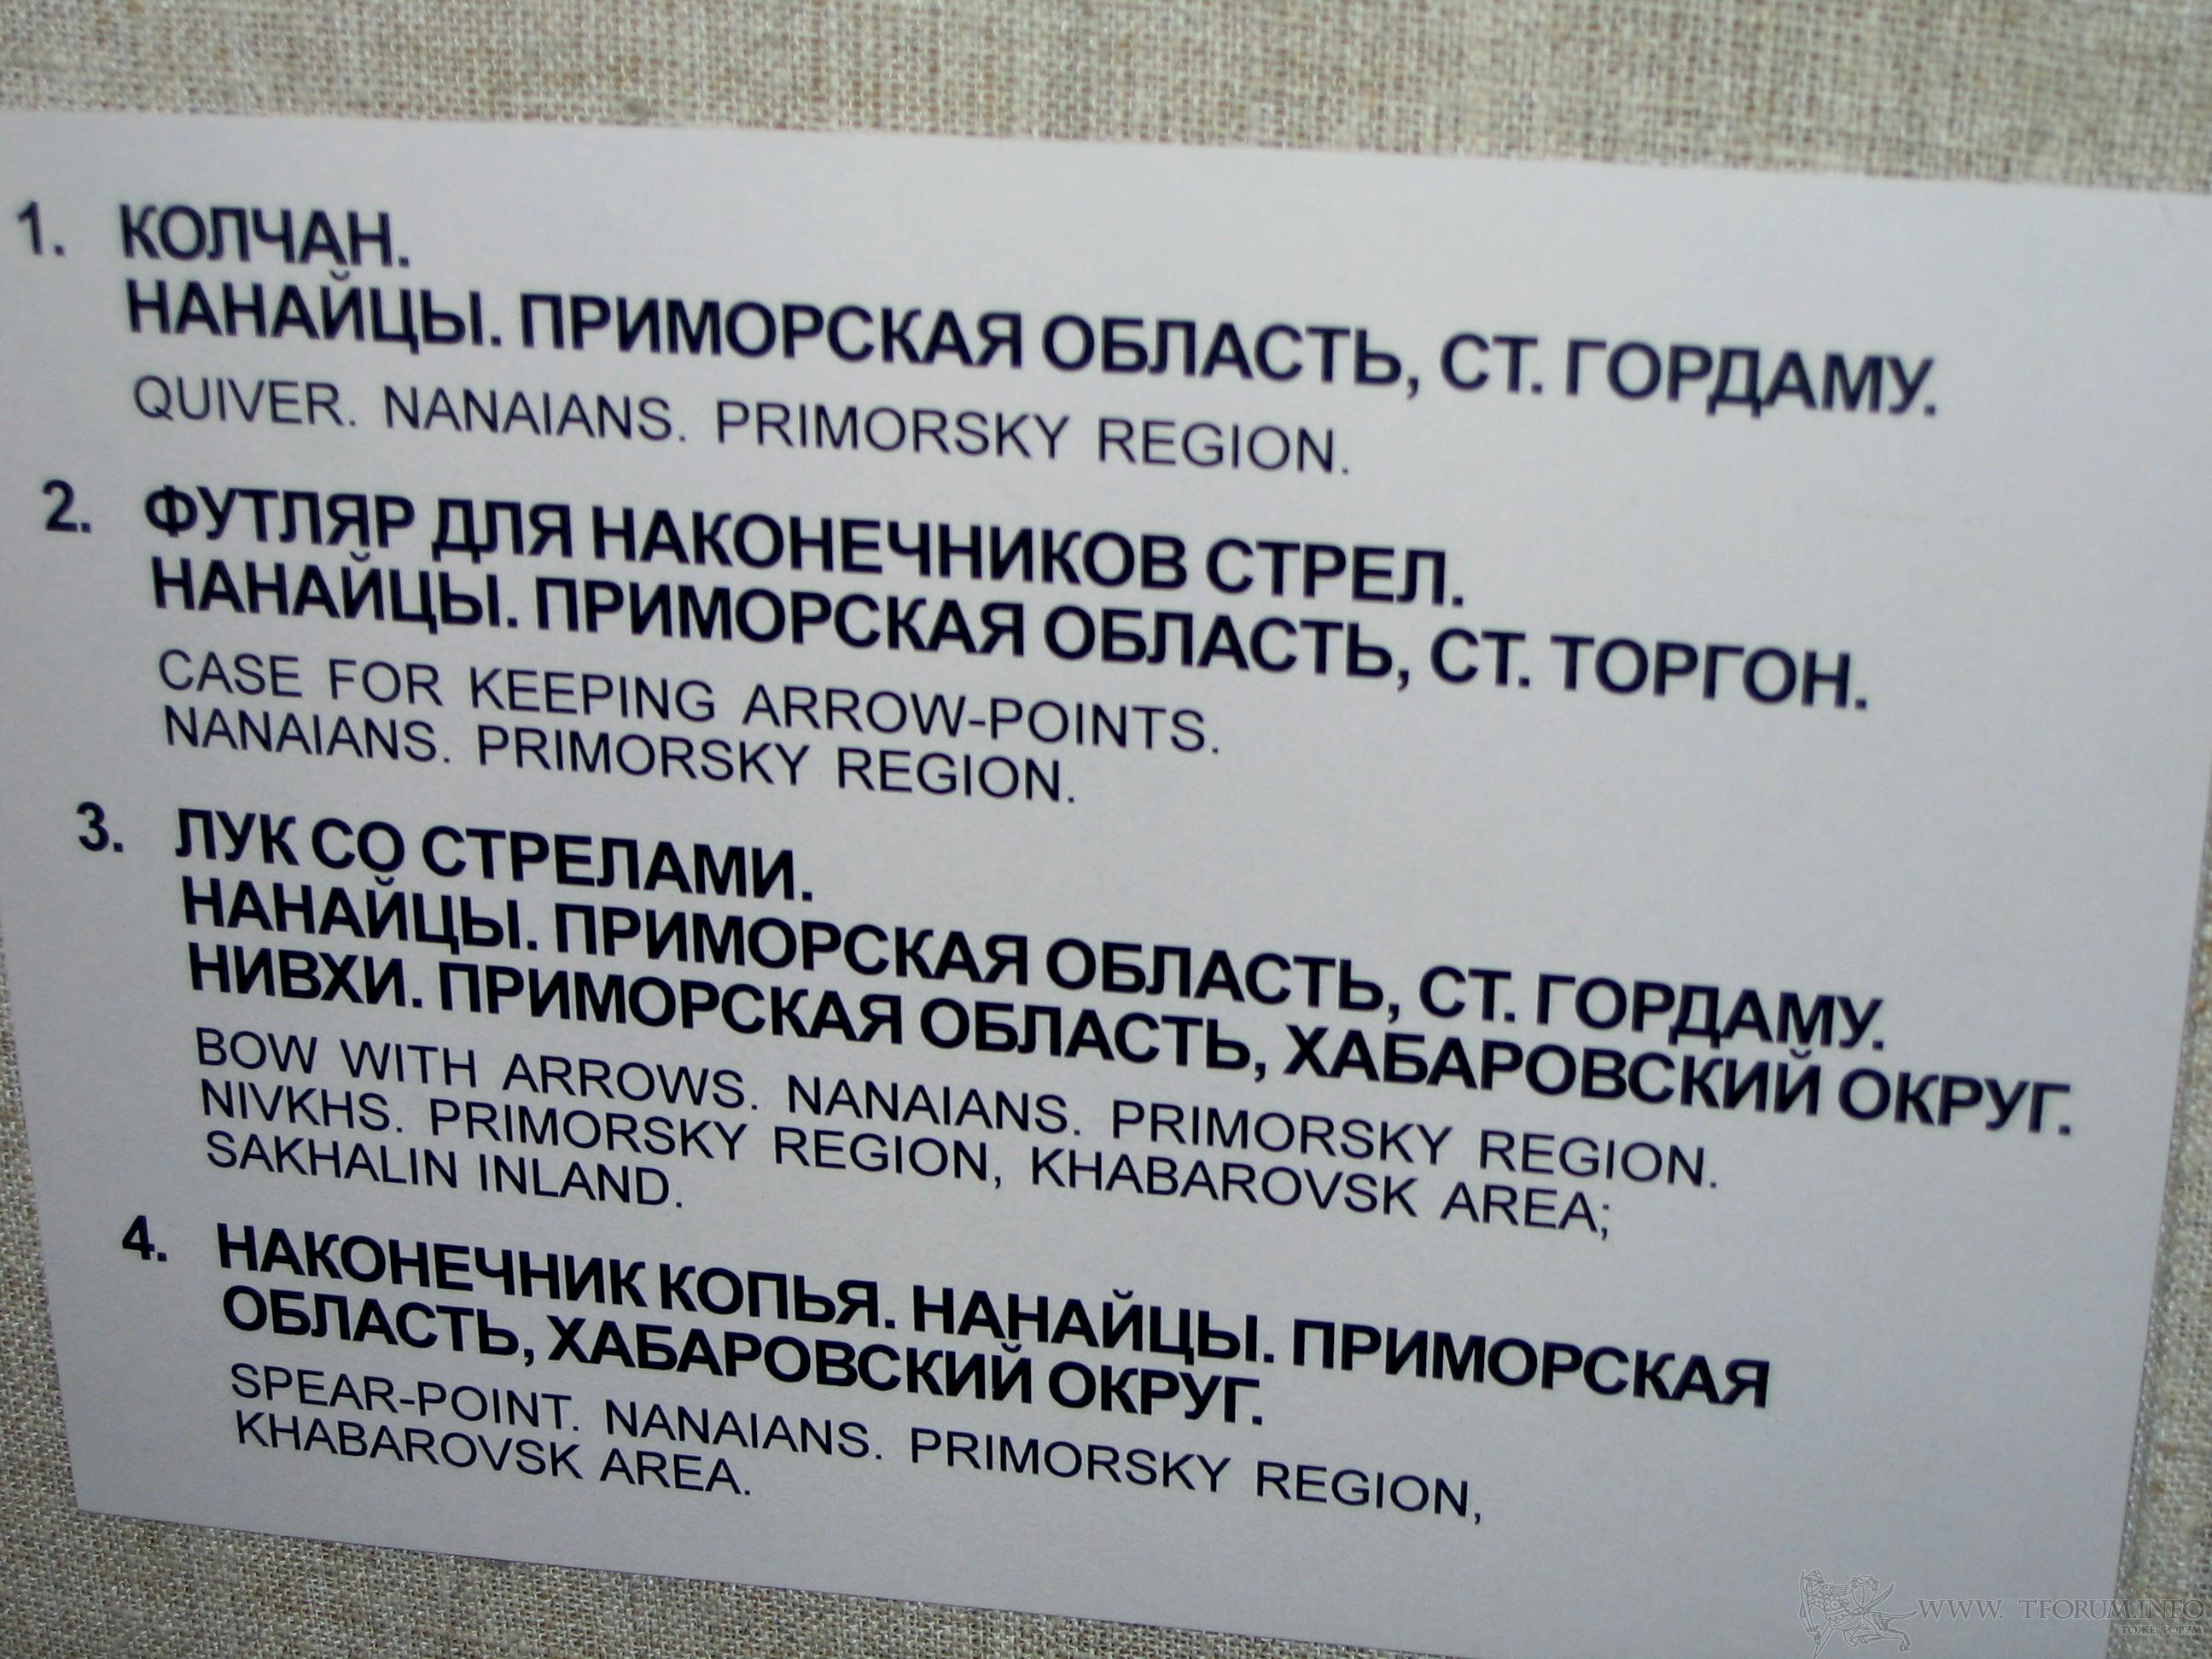 1. КОЛЧАН.
НАНАЙЦЫ. ПРИМОРСКАЯ ОБЛАСТЬ, СТ. ГОРДАМУ.
QUIVER. NANAIANS. PRIMORSKY REGION.
2. ФУТЛЯР ДЛЯ НАКОНЕЧНИКОВ СТРЕЛ.
НАНАЙЦЫ. ПРИМОРСКАЯ ОБЛАСТЬ, СТ. ТОРГОН.
CASE FOR KEEPING ARROW-POINTS.
NANAIANS. PRIMORSKY REGION.
3. ЛУК СО СТРЕЛАМИ.
НАНАЙЦЫ. ПРИМОРСКАЯ ОБЛАСТЬ, СТ. ГОРДАМУ.
НИВХИ. ПРИМОРСКАЯ ОБЛАСТЬ, ХАБАРОВСКИЙ ОКРУГ.
BOW WITH ARROWS. NANAIANS. PRIMORSKY REGION.
NIVKHS. PRIMORSKY REGION, KHABAROVSK AREA;
SAKHALIN INLAND.
4. НАКОНЕЧНИК КОПЬЯ. НАНАЙЦЫ. ПРИМОРСКАЯ
ОБЛАСТЬ, ХАБАРОВСКИЙ ОКРУГ.
SPEAR-POINT. NANAIANS. PRIMORSKY REGION,
KHABAROVSK AREA.
WWW. TFORUM.INFO
ТОЖЕ ФОРУМ